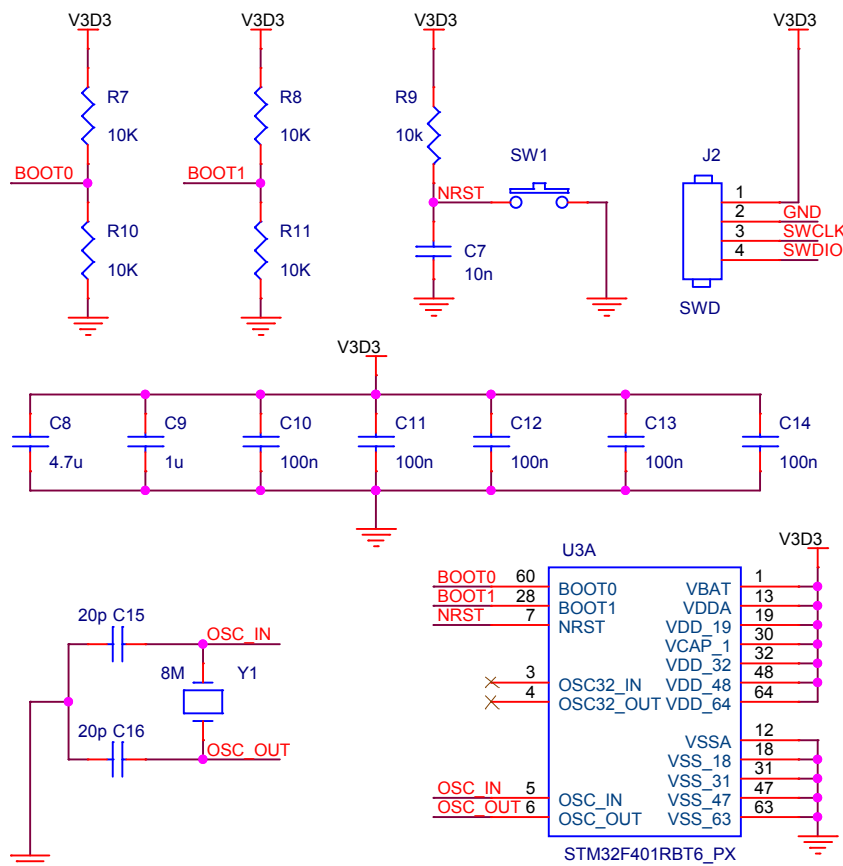 V3D3 V3D3 V3D3 V3D3
R7 R8 R9
10K 10K 10k
SW1 J2
BOOT0 BOOT1 NRST
1
2 GND
3 SWCLK
4 SWDIO
R10 R11 C7
10K 10K 10n
SWD
V3D3
C8 C9 C10 C11 C12 C13 C14
4.7u 1u 100n 100n 100n 100n 100n
U3A V3D3
BOOT0 60 BOOT0 VBAT 1
BOOT1 28 BOOT1 VDDA 13
NRST 7 NRST VDD_19 19
VCAP_1 30
VDD_32 32
3 OSC32_IN VDD_48 48
4 OSC32_OUT VDD_64 64
VSSA 12
VSS_18 18
VSS_31 31
OSC_IN 5 OSC_IN VSS_47 47
OSC_OUT 6 OSC_OUT VSS_63 63
STM32F401RBT6_PX
20p C15 OSC_IN
8M Y1
20p C16 OSC_OUT